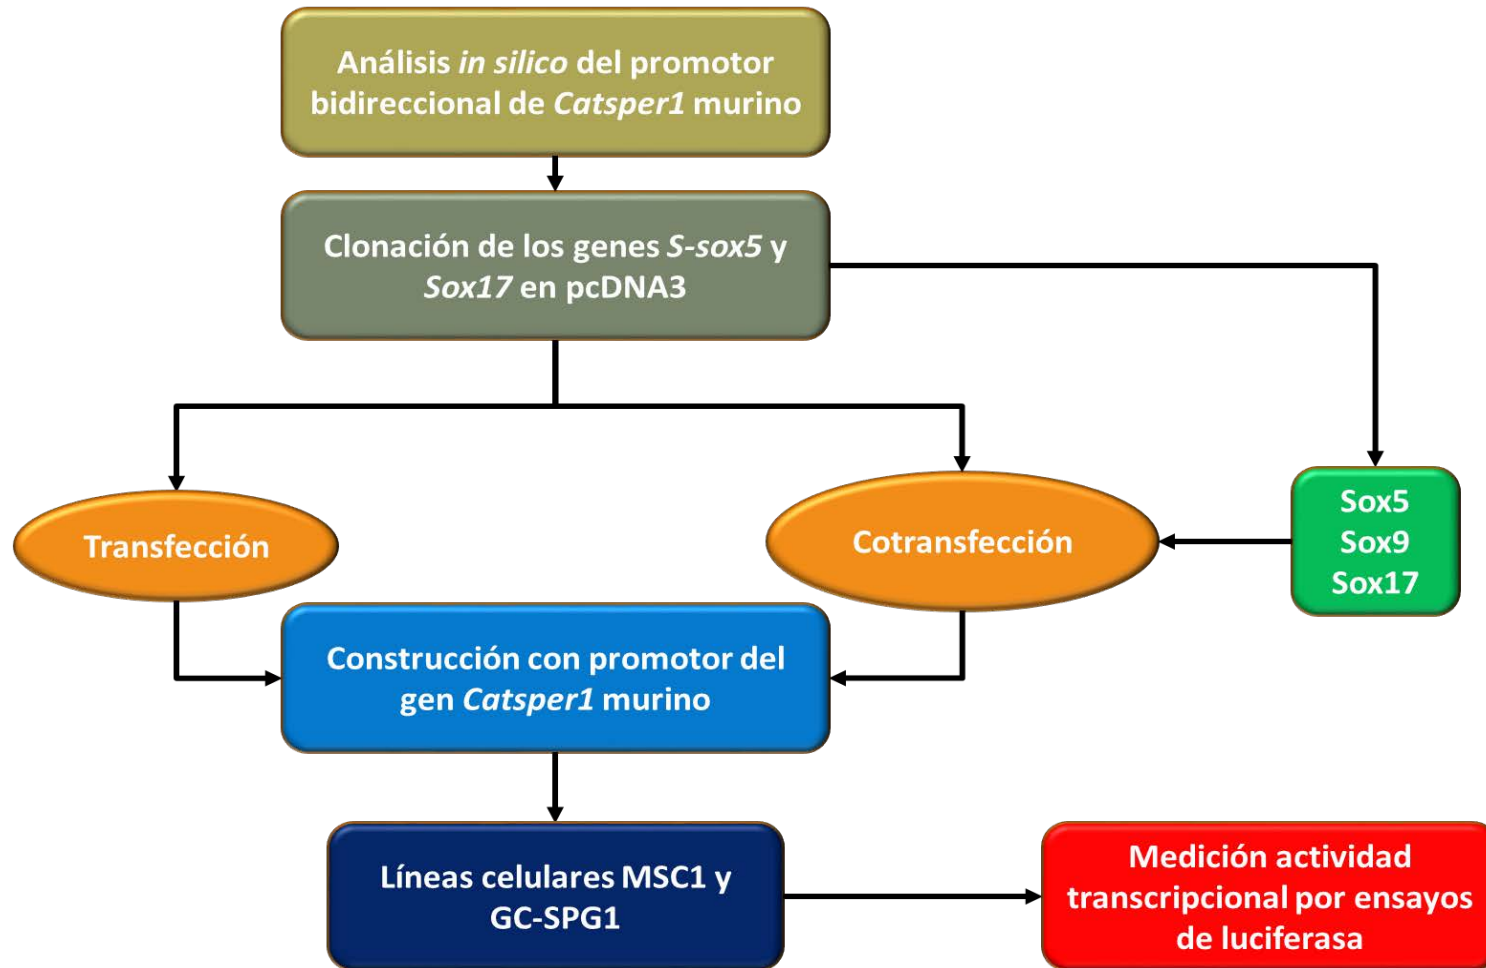 Análisis in silico del promotor
bidireccional de Catsper1 murino
Clonación de los genes S-sox5 y
Sox17 en pcDNA3
Transfección
Cotransfección
Sox5
Sox9
Sox17
Construcción con promotor del
gen Catsper1 murino
Líneas celulares MSC1 y
GC-SPG1
Medición actividad
transcripcional por ensayos
de luciferasa